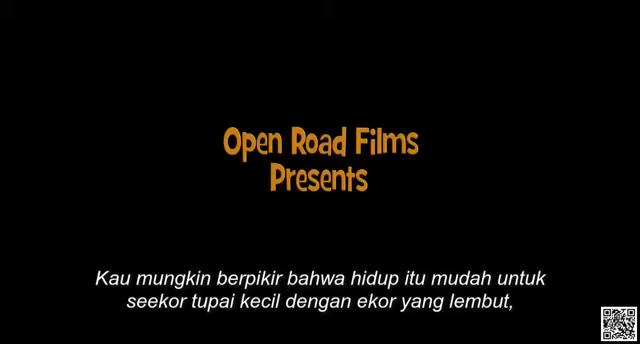 Open Road Films
Presents
Kau mungkin berpikir bahwa hidup itu mudah untuk
seekor tupai kecil dengan ekor yang lembut,